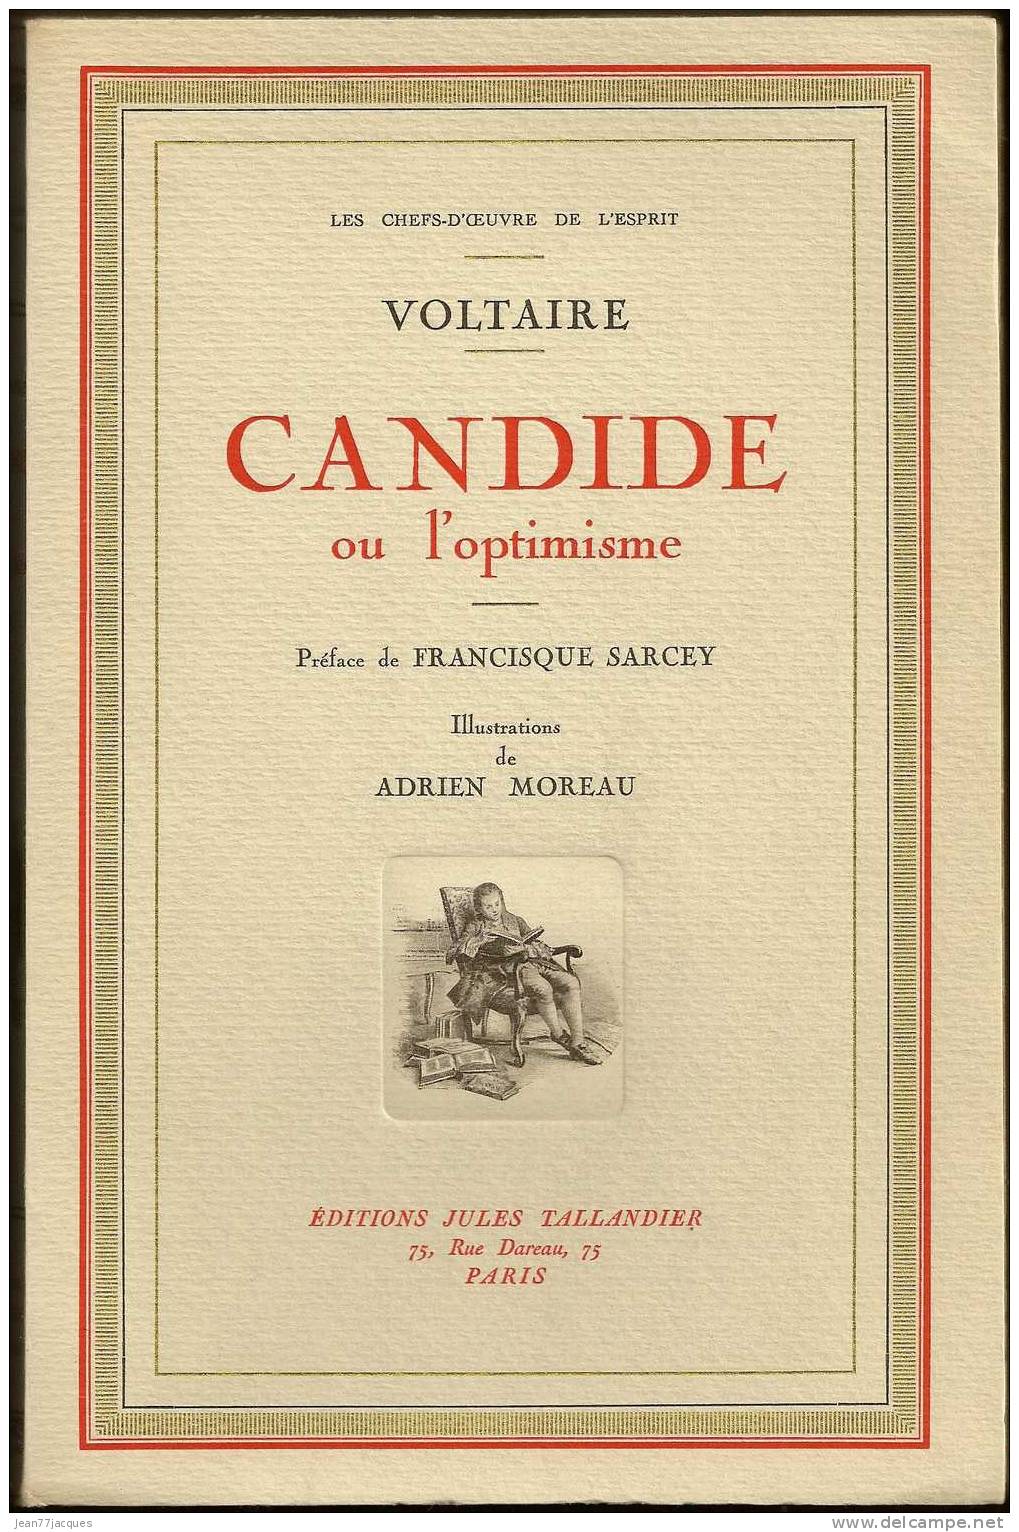 LES CHEFS-D'ŒUVRE DE L'ESPRIT
VOLTAIRE
CANDIDE
ou l'optimisme
Préface de FRANCISQUE SARCEY
Illustrations
de
ADRIEN MOREAU
ÉDITIONS JULES TALLANDIER
75, Rue Dareau, 75
PARIS
jean77jacques
delcampe.net